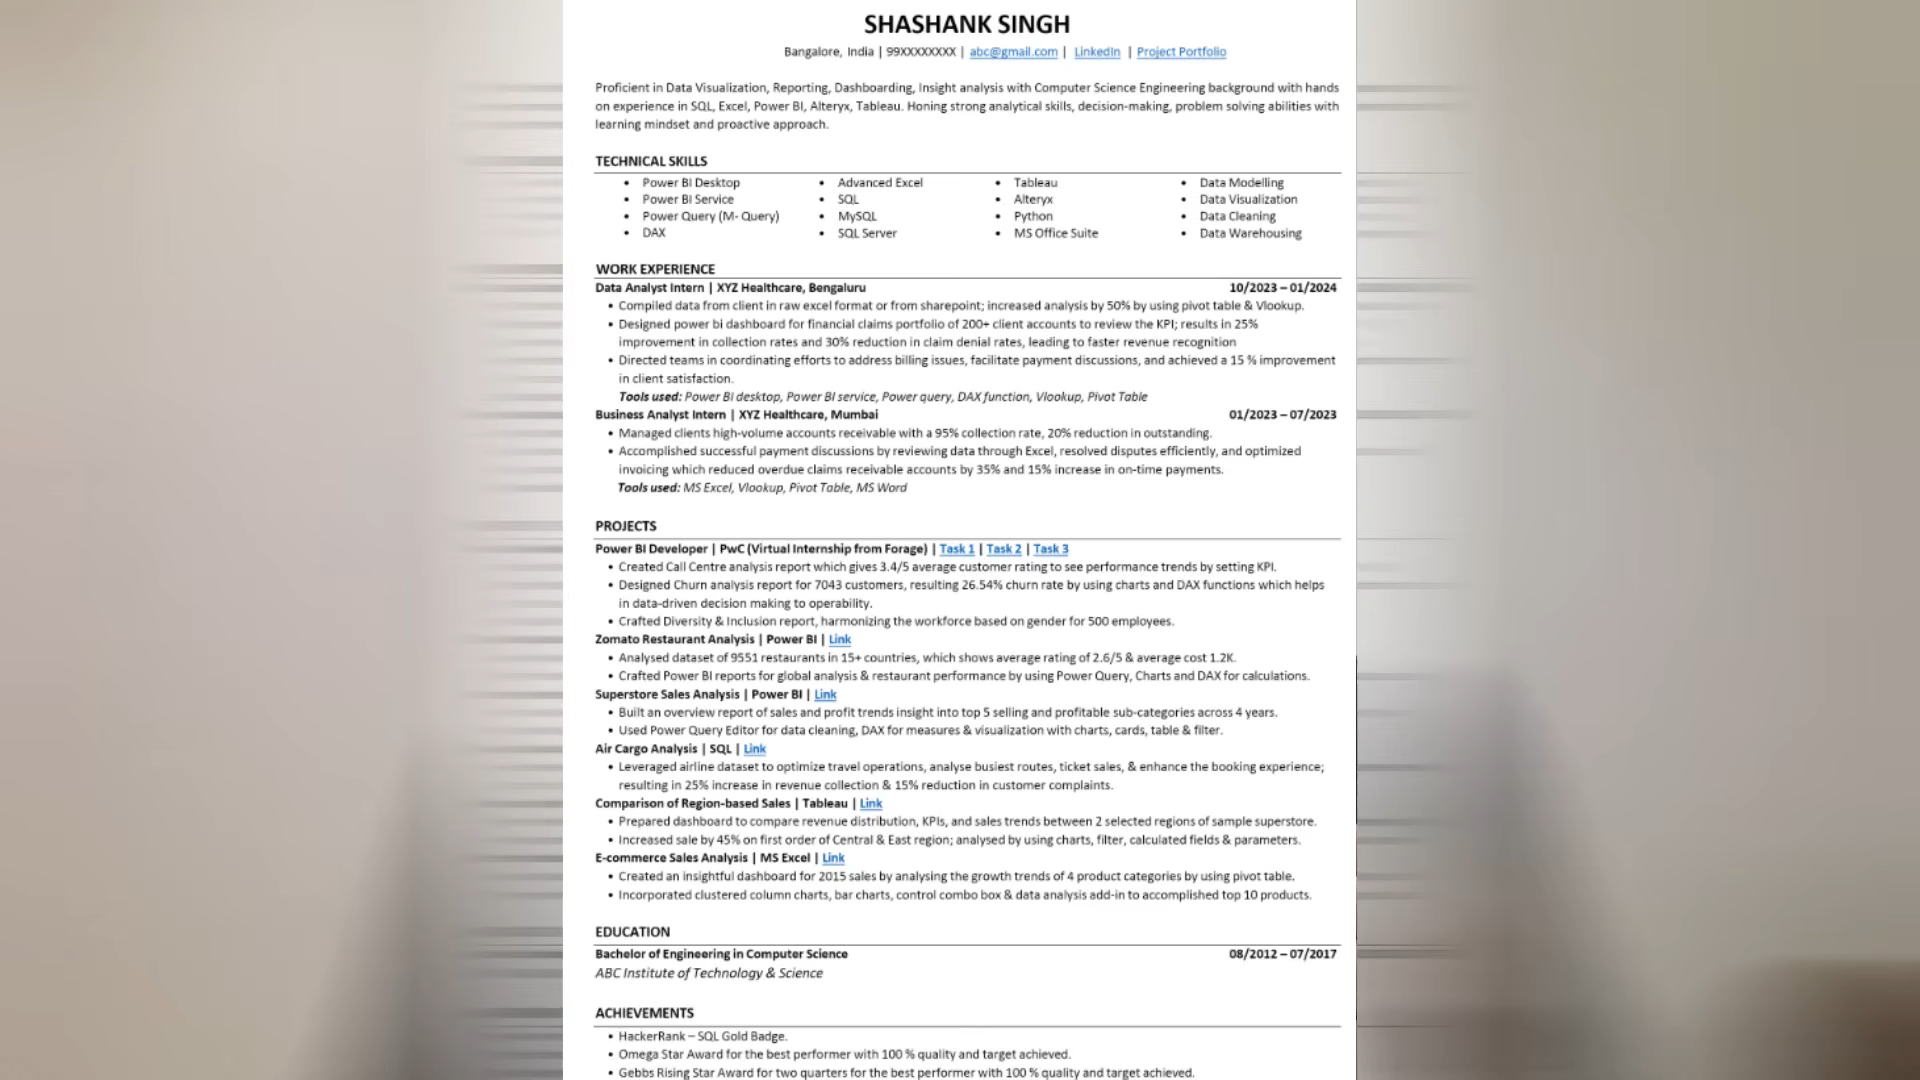 SHASHANK SINGH
Bangalore, India | 99XXXXXXXX | abc@gmail.com | LinkedIn | Project Portfolio
Proficient in Data Visualization, Reporting, Dashboarding, Insight analysis with Computer Science Engineering background with hands
on experience in SQL, Excel, Power BI, Alteryx, Tableau. Honing strong analytical skills, decision-making, problem solving abilities with
learning mindset and proactive approach.
TECHNICAL SKILLS
• Power BI Desktop • Advanced Excel • Tableau • Data Modelling
• Power BI Service • SQL • Alteryx • Data Visualization
• Power Query (M- Query) • MySQL • Python • Data Cleaning
• DAX • SQL Server • MS Office Suite • Data Warehousing
WORK EXPERIENCE
Data Analyst Intern | XYZ Healthcare, Bengaluru 10/2023 – 01/2024
• Compiled data from client in raw excel format or from sharepoint; increased analysis by 50% by using pivot table & Vlookup.
• Designed power bi dashboard for financial claims portfolio of 200+ client accounts to review the KPI; results in 25%
improvement in collection rates and 30% reduction in claim denial rates, leading to faster revenue recognition
• Directed teams in coordinating efforts to address billing issues, facilitate payment discussions, and achieved a 15 % improvement
in client satisfaction.
Tools used: Power BI desktop, Power BI service, Power query, DAX function, Vlookup, Pivot Table
Business Analyst Intern | XYZ Healthcare, Mumbai 01/2023 – 07/2023
• Managed clients high-volume accounts receivable with a 95% collection rate, 20% reduction in outstanding.
• Accomplished successful payment discussions by reviewing data through Excel, resolved disputes efficiently, and optimized
invoicing which reduced overdue claims receivable accounts by 35% and 15% increase in on-time payments.
Tools used: MS Excel, Vlookup, Pivot Table, MS Word
PROJECTS
Power BI Developer | PwC (Virtual Internship from Forage) | Task 1 | Task 2 | Task 3
• Created Call Centre analysis report which gives 3.4/5 average customer rating to see performance trends by setting KPI.
• Designed Churn analysis report for 7043 customers, resulting 26.54% churn rate by using charts and DAX functions which helps
in data-driven decision making to operability.
• Crafted Diversity & Inclusion report, harmonizing the workforce based on gender for 500 employees.
Zomato Restaurant Analysis | Power BI | Link
• Analysed dataset of 9551 restaurants in 15+ countries, which shows average rating of 2.6/5 & average cost 1.2K.
• Crafted Power BI reports for global analysis & restaurant performance by using Power Query, Charts and DAX for calculations.
Superstore Sales Analysis | Power BI | Link
• Built an overview report of sales and profit trends insight into top 5 selling and profitable sub-categories across 4 years.
• Used Power Query Editor for data cleaning, DAX for measures & visualization with charts, cards, table & filter.
Air Cargo Analysis | SQL | Link
• Leveraged airline dataset to optimize travel operations, analyse busiest routes, ticket sales, & enhance the booking experience;
resulting in 25% increase in revenue collection & 15% reduction in customer complaints.
Comparison of Region-based Sales | Tableau | Link
• Prepared dashboard to compare revenue distribution, KPIs, and sales trends between 2 selected regions of sample superstore.
• Increased sale by 45% on first order of Central & East region; analysed by using charts, filter, calculated fields & parameters.
E-commerce Sales Analysis | MS Excel | Link
• Created an insightful dashboard for 2015 sales by analysing the growth trends of 4 product categories by using pivot table.
• Incorporated clustered column charts, bar charts, control combo box & data analysis add-in to accomplished top 10 products.
EDUCATION
Bachelor of Engineering in Computer Science 08/2012 – 07/2017
ABC Institute of Technology & Science
ACHIEVEMENTS
• HackerRank – SQL Gold Badge.
• Omega Star Award for the best performer with 100 % quality and target achieved.
• Gebbs Rising Star Award for two quarters for the best performer with 100 % quality and target achieved.